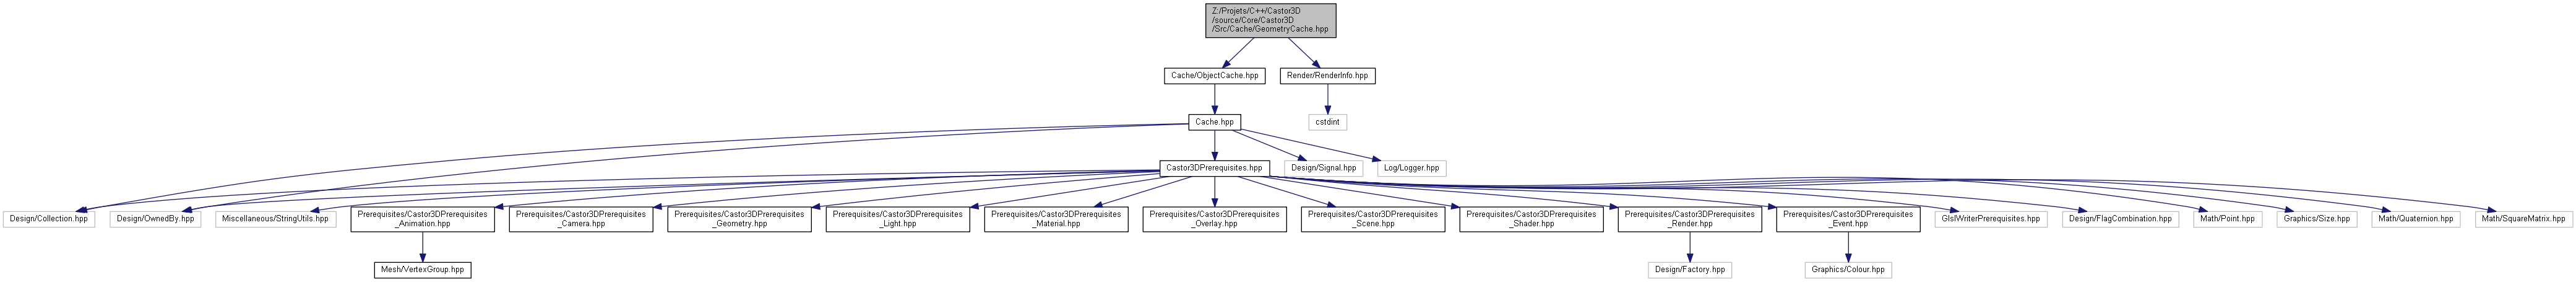 Z:/Projets/C++/Castor3D
/source/Core/Castor3D
/Src/Cache/GeometryCache.hpp
Cache/ObjectCache.hpp
Render/RenderInfo.hpp
Cache.hpp
cstdint
Castor3DPrerequisites.hpp
Design/Signal.hpp
Log/Logger.hpp
Design/Collection.hpp
Design/OwnedBy.hpp
Miscellaneous/StringUtils.hpp
Prerequisites/Castor3DPrerequisites
_Animation.hpp
Prerequisites/Castor3DPrerequisites
_Camera.hpp
Prerequisites/Castor3DPrerequisites
_Geometry.hpp
Prerequisites/Castor3DPrerequisites
_Light.hpp
Prerequisites/Castor3DPrerequisites
_Material.hpp
Prerequisites/Castor3DPrerequisites
_Overlay.hpp
Prerequisites/Castor3DPrerequisites
_Scene.hpp
Prerequisites/Castor3DPrerequisites
_Shader.hpp
Prerequisites/Castor3DPrerequisites
_Render.hpp
Prerequisites/Castor3DPrerequisites
_Event.hpp
GlslWriterPrerequisites.hpp
Design/FlagCombination.hpp
Math/Point.hpp
Graphics/Size.hpp
Math/Quaternion.hpp
Math/SquareMatrix.hpp
Mesh/VertexGroup.hpp
Design/Factory.hpp
Graphics/Colour.hpp